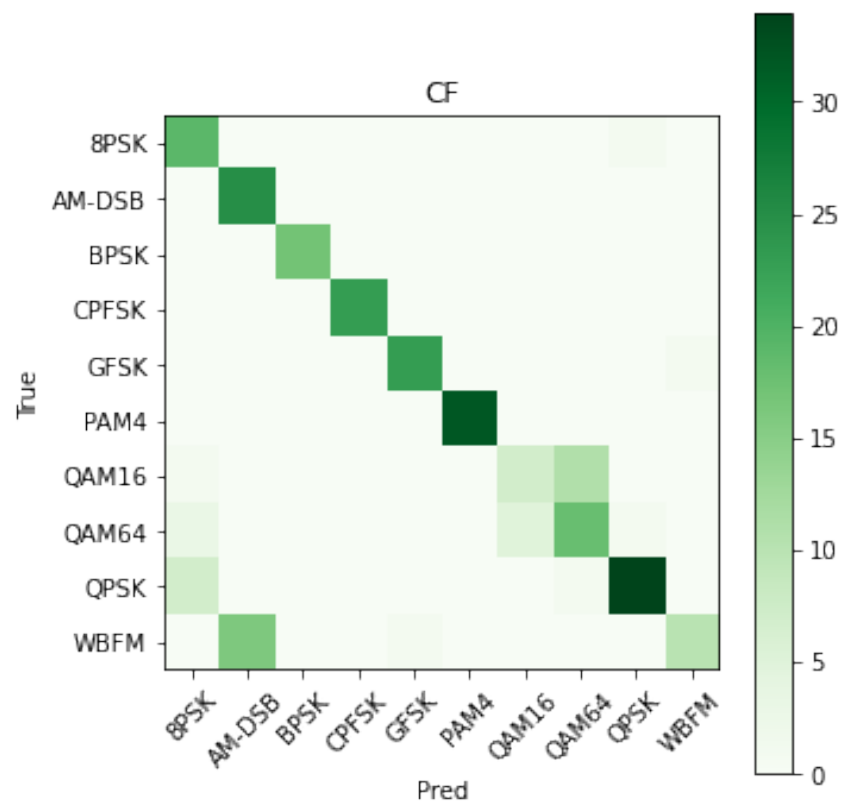 CF
True
8PSK
AM-DSB
BPSK
CPFSK
GFSK
PAM4
QAM16
QAM64
QPSK
WBFM
8PSK
AM-DSB
BPSK
CPFSK
GFSK
PAM4
QAM16
QAM64
QPSK
WBFM
Pred
30
25
20
15
10
5
0